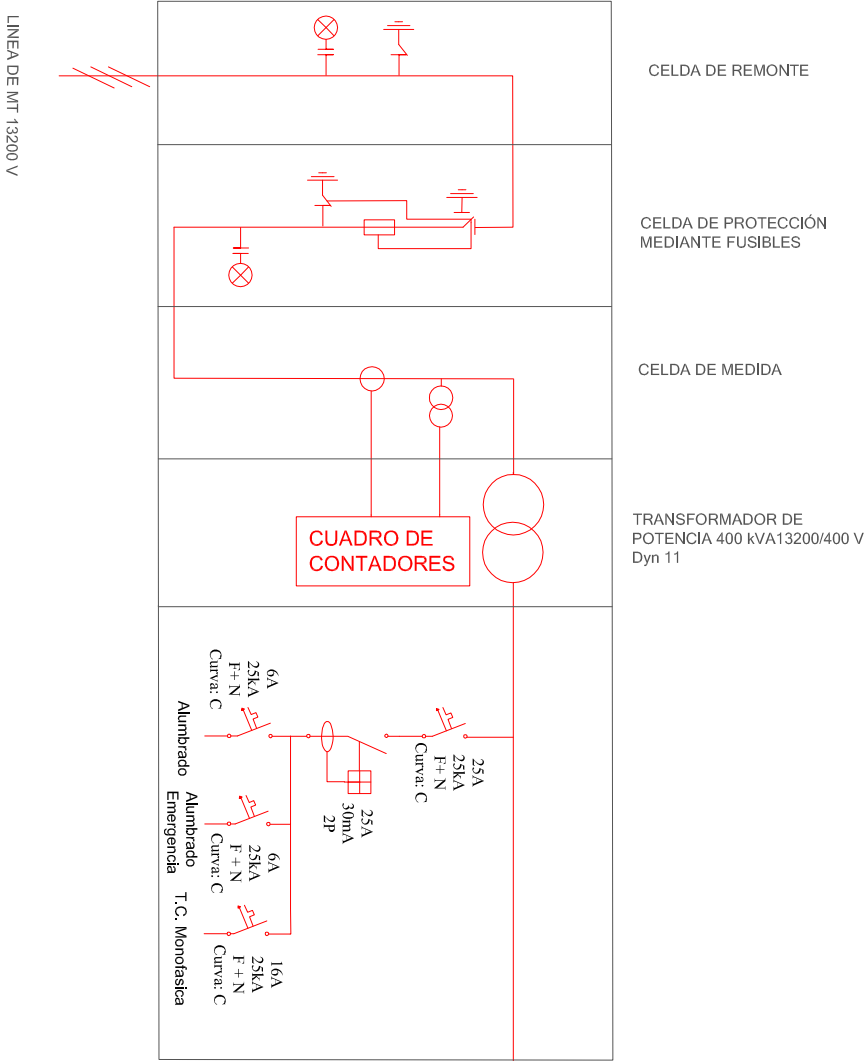 LINEA DE MT 13200 V
CELDA DE REMONTE
CELDA DE PROTECCIÓN
MEDIANTE FUSIBLES
CELDA DE MEDIDA
CUADRO DE
CONTADORES
TRANSFORMADOR DE
POTENCIA 400 kVA13200/400 V
Dyn 11
25A
25kA
F+ N
Curva: C
25A
30mA
2P
6A
25kA
F+ N
Curva: C
Alumbrado
6A
25kA
F + N
Curva: C
Alumbrado
Emergencia
16A
25kA
F + N
Curva: C
T.C. Monofasica